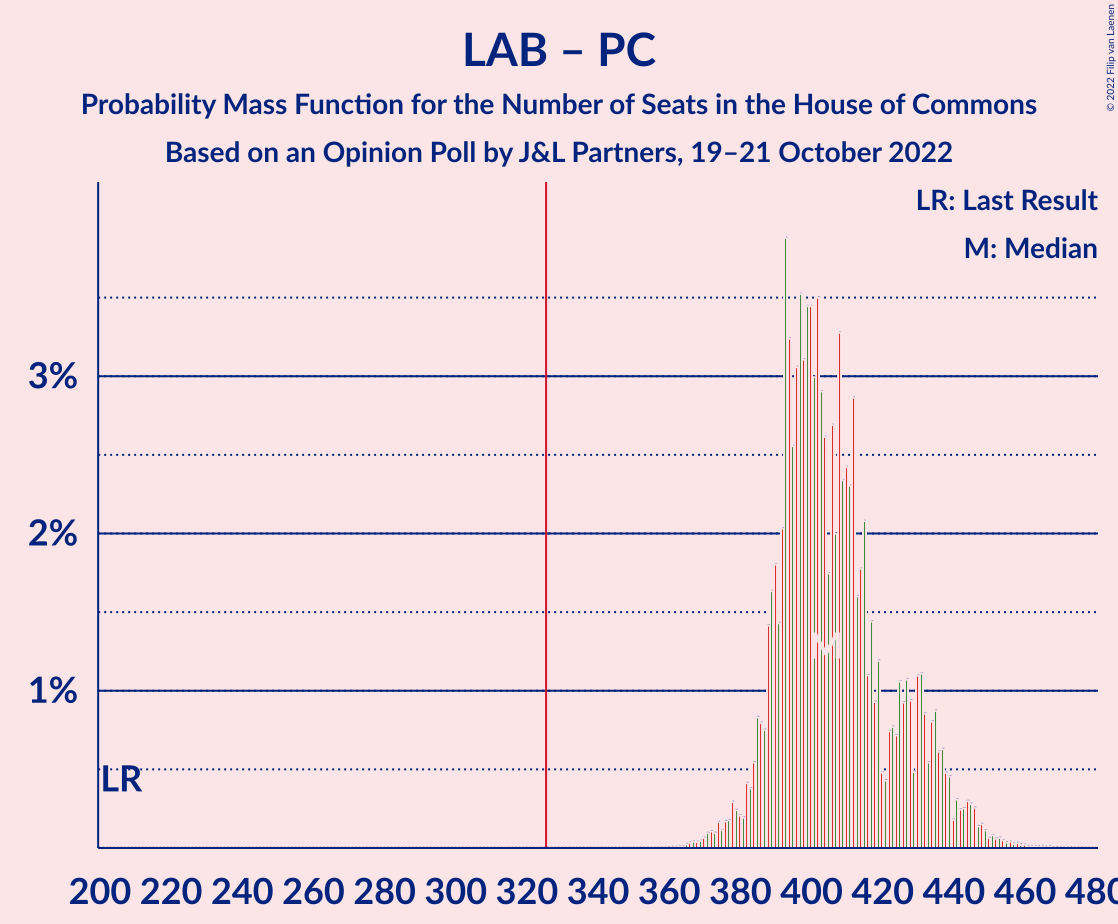 LAB – PC
Probability Mass Function for the Number of Seats in the House of Commons
Based on an Opinion Poll by J&L Partners, 19–21 October 2022
© 2022 Filip van Laenen
LR: Last Result
M: Median
3%
2%
1%
LR
M
200 220 240 260 280 300 320 340 360 380 400 420 440 460 480